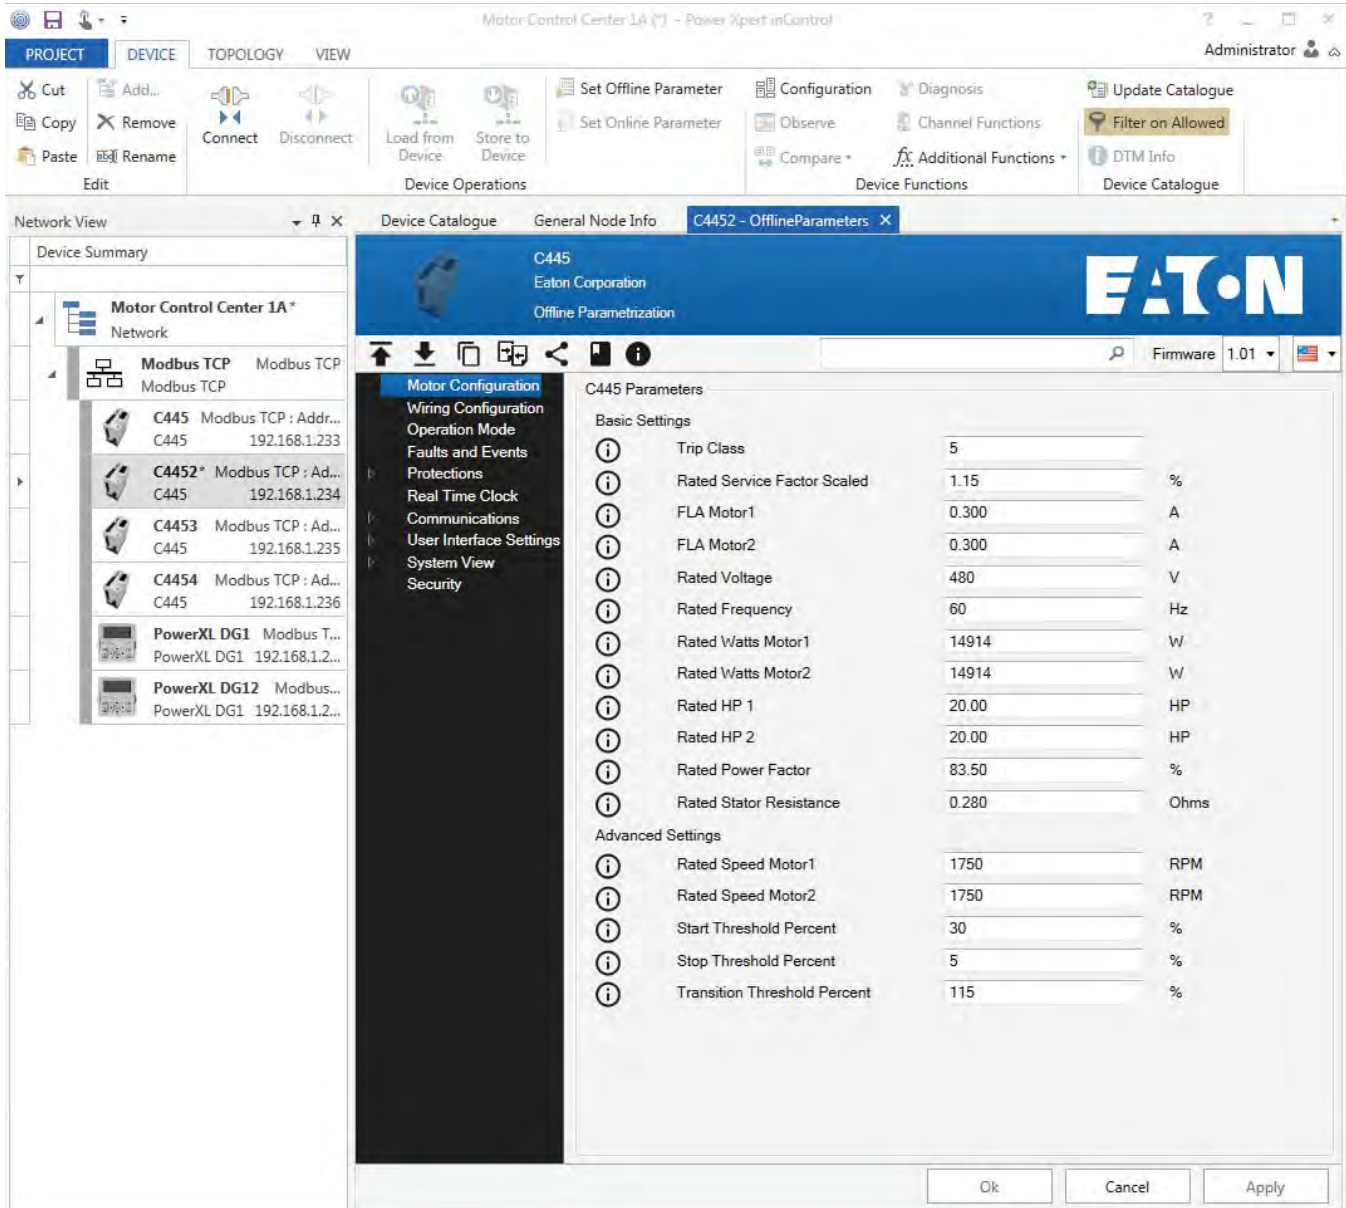 Motor Control Center 1A (*) - Power Xpert inControl
PROJECT DEVICE TOPOLOGY VIEW Administrator
Cut Add... Set Offline Parameter Configuration Diagnosis Update Catalogue
Copy Remove Connect Disconnect Load from Device Store to Device Set Online Parameter Observe Channel Functions Filter on Allowed
Paste Rename Compare Additional Functions DTM Info
Edit Device Operations Device Functions Device Catalogue
Network View Device Catalogue General Node Info C4452 - OfflineParameters
Device Summary
Motor Control Center 1A*
Network
Modbus TCP Modbus TCP
Modbus TCP
C445 Modbus TCP : Addr...
C445 192.168.1.233
C4452* Modbus TCP : Ad...
C445 192.168.1.234
C4453 Modbus TCP : Ad...
C445 192.168.1.235
C4454 Modbus TCP : Ad...
C445 192.168.1.236
PowerXL DG1 Modbus T...
PowerXL DG1 192.168.1.2...
PowerXL DG12 Modbus...
PowerXL DG1 192.168.1.2...
C445
Eaton Corporation
Offline Parametrization
EATON
Firmware 1.01
Motor Configuration
Wiring Configuration
Operation Mode
Faults and Events
Protections
Real Time Clock
Communications
User Interface Settings
System View
Security
C445 Parameters
Basic Settings
Trip Class 5
Rated Service Factor Scaled 1.15 %
FLA Motor1 0.300 A
FLA Motor2 0.300 A
Rated Voltage 480 V
Rated Frequency 60 Hz
Rated Watts Motor1 14914 W
Rated Watts Motor2 14914 W
Rated HP 1 20.00 HP
Rated HP 2 20.00 HP
Rated Power Factor 83.50 %
Rated Stator Resistance 0.280 Ohms
Advanced Settings
Rated Speed Motor1 1750 RPM
Rated Speed Motor2 1750 RPM
Start Threshold Percent 30 %
Stop Threshold Percent 5 %
Transition Threshold Percent 115 %
Ok Cancel Apply